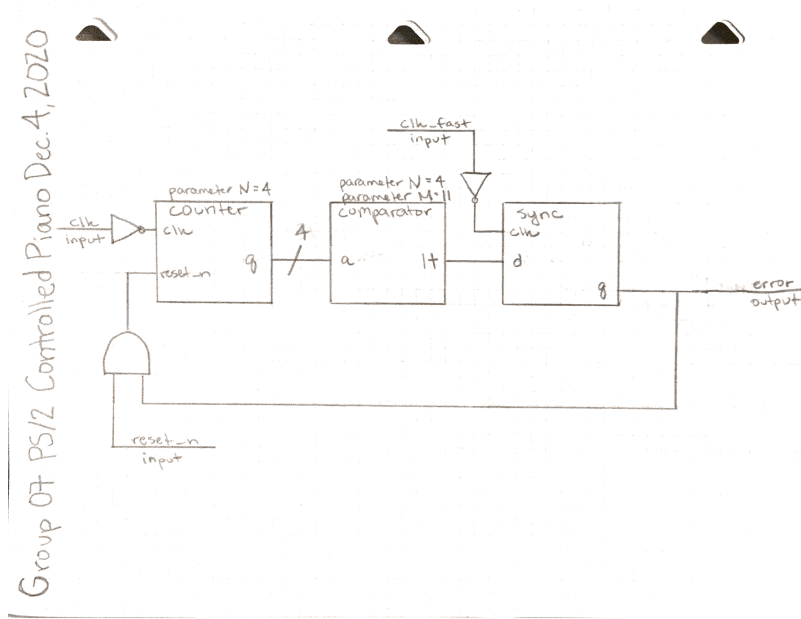 Group 07 PS/2 Controlled Piano Dec. 4, 2020
clk_fast
input
parameter N=4
counter
clk
reset_n
q
clk
input
4
parameter N=4
parameter M=11
comparator
a
lt
sync
clk
d
q
error
output
reset_n
input